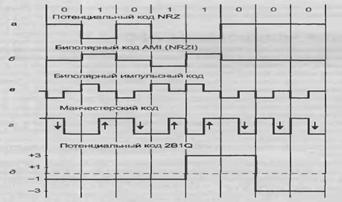 0 1 0 1 1 0 0 0
Потенциальный код NRZ
а
Биполярный код AMI (NRZI)
б
Биполярный импульсный код
в
Манчестерский код
г
Потенциальный код 2B1Q
+3
+1
д
−1
−3